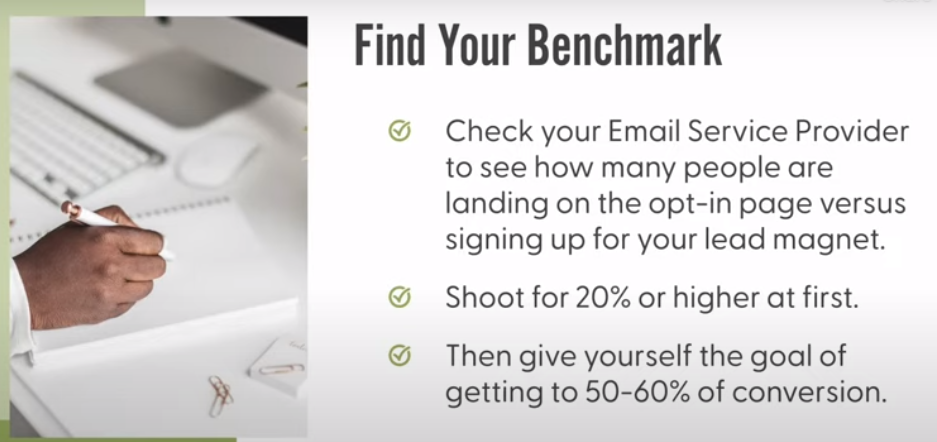 Find Your Benchmark
Check your Email Service Provider
to see how many people are
landing on the opt-in page versus
signing up for your lead magnet.
Shoot for 20% or higher at first.
Then give yourself the goal of
getting to 50-60% of conversion.